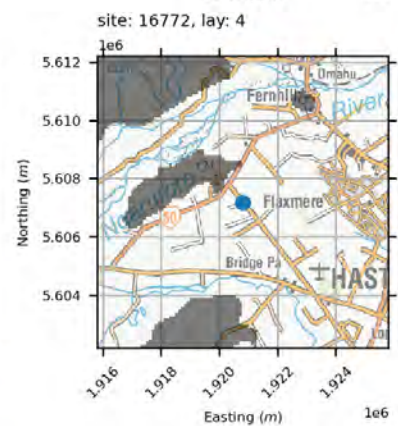 site: 16772, lay: 4
1e6
5.612
5.610
5.608
5.606
5.604
Northing (m)
Omahu
Fernhill
River
Ngaruroro
50
Flaxmere
Bridge Pa
HAST
1.916
1.918
1.920
1.922
1.924
1e6
Easting (m)